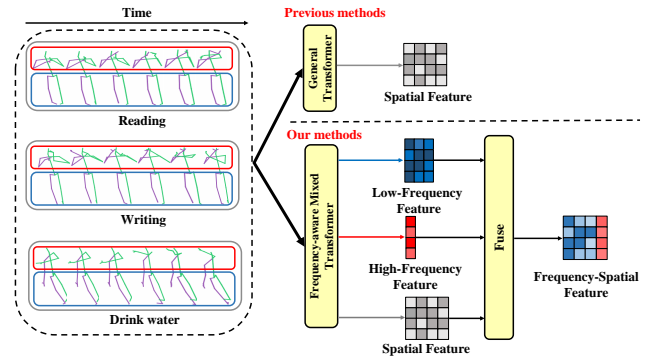 Time
Reading
Writing
Drink water
Previous methods
General
Transformer
Spatial Feature
Our methods
Frequency-aware Mixed
Transformer
Low-Frequency
Feature
High-Frequency
Feature
Spatial Feature
Fuse
Frequency-Spatial
Feature